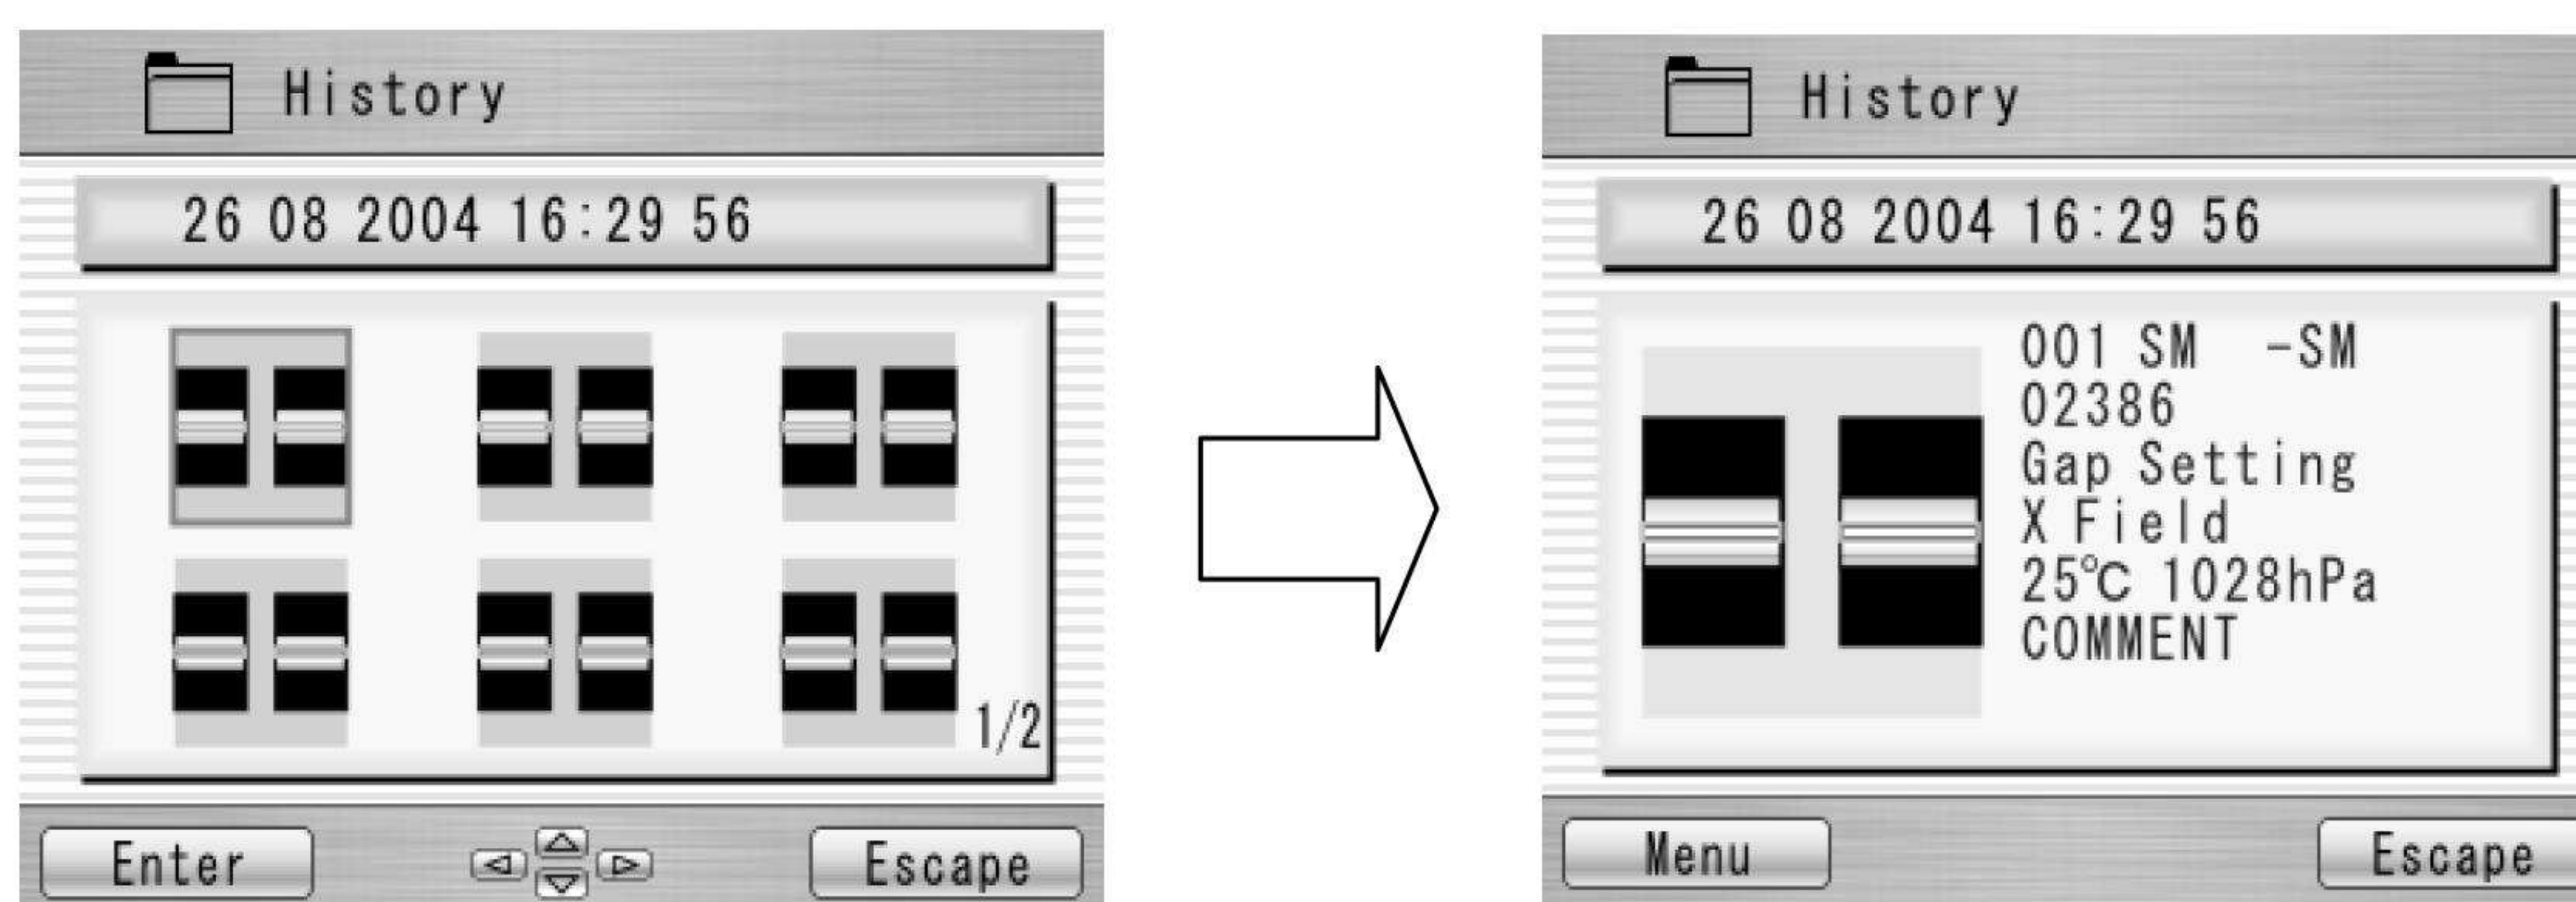 History
26 08 2004 16:29 56
1/2
Enter
Escape
History
26 08 2004 16:29 56
001 SM -SM
02386
Gap Setting
X Field
25℃ 1028hPa
COMMENT
Menu
Escape